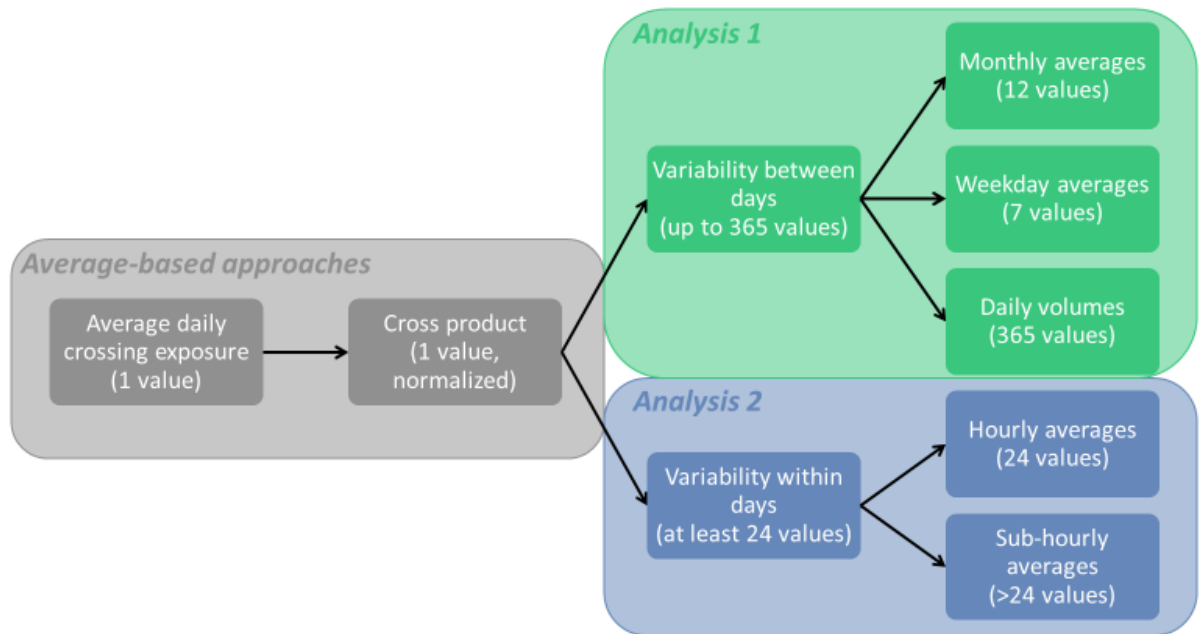 Average-based approaches
Average daily
crossing exposure
(1 value)
Cross product
(1 value,
normalized)
Analysis 1
Variability between
days
(up to 365 values)
Monthly averages
(12 values)
Weekday averages
(7 values)
Daily volumes
(365 values)
Analysis 2
Variability within
days
(at least 24 values)
Hourly averages
(24 values)
Sub-hourly
averages
(>24 values)